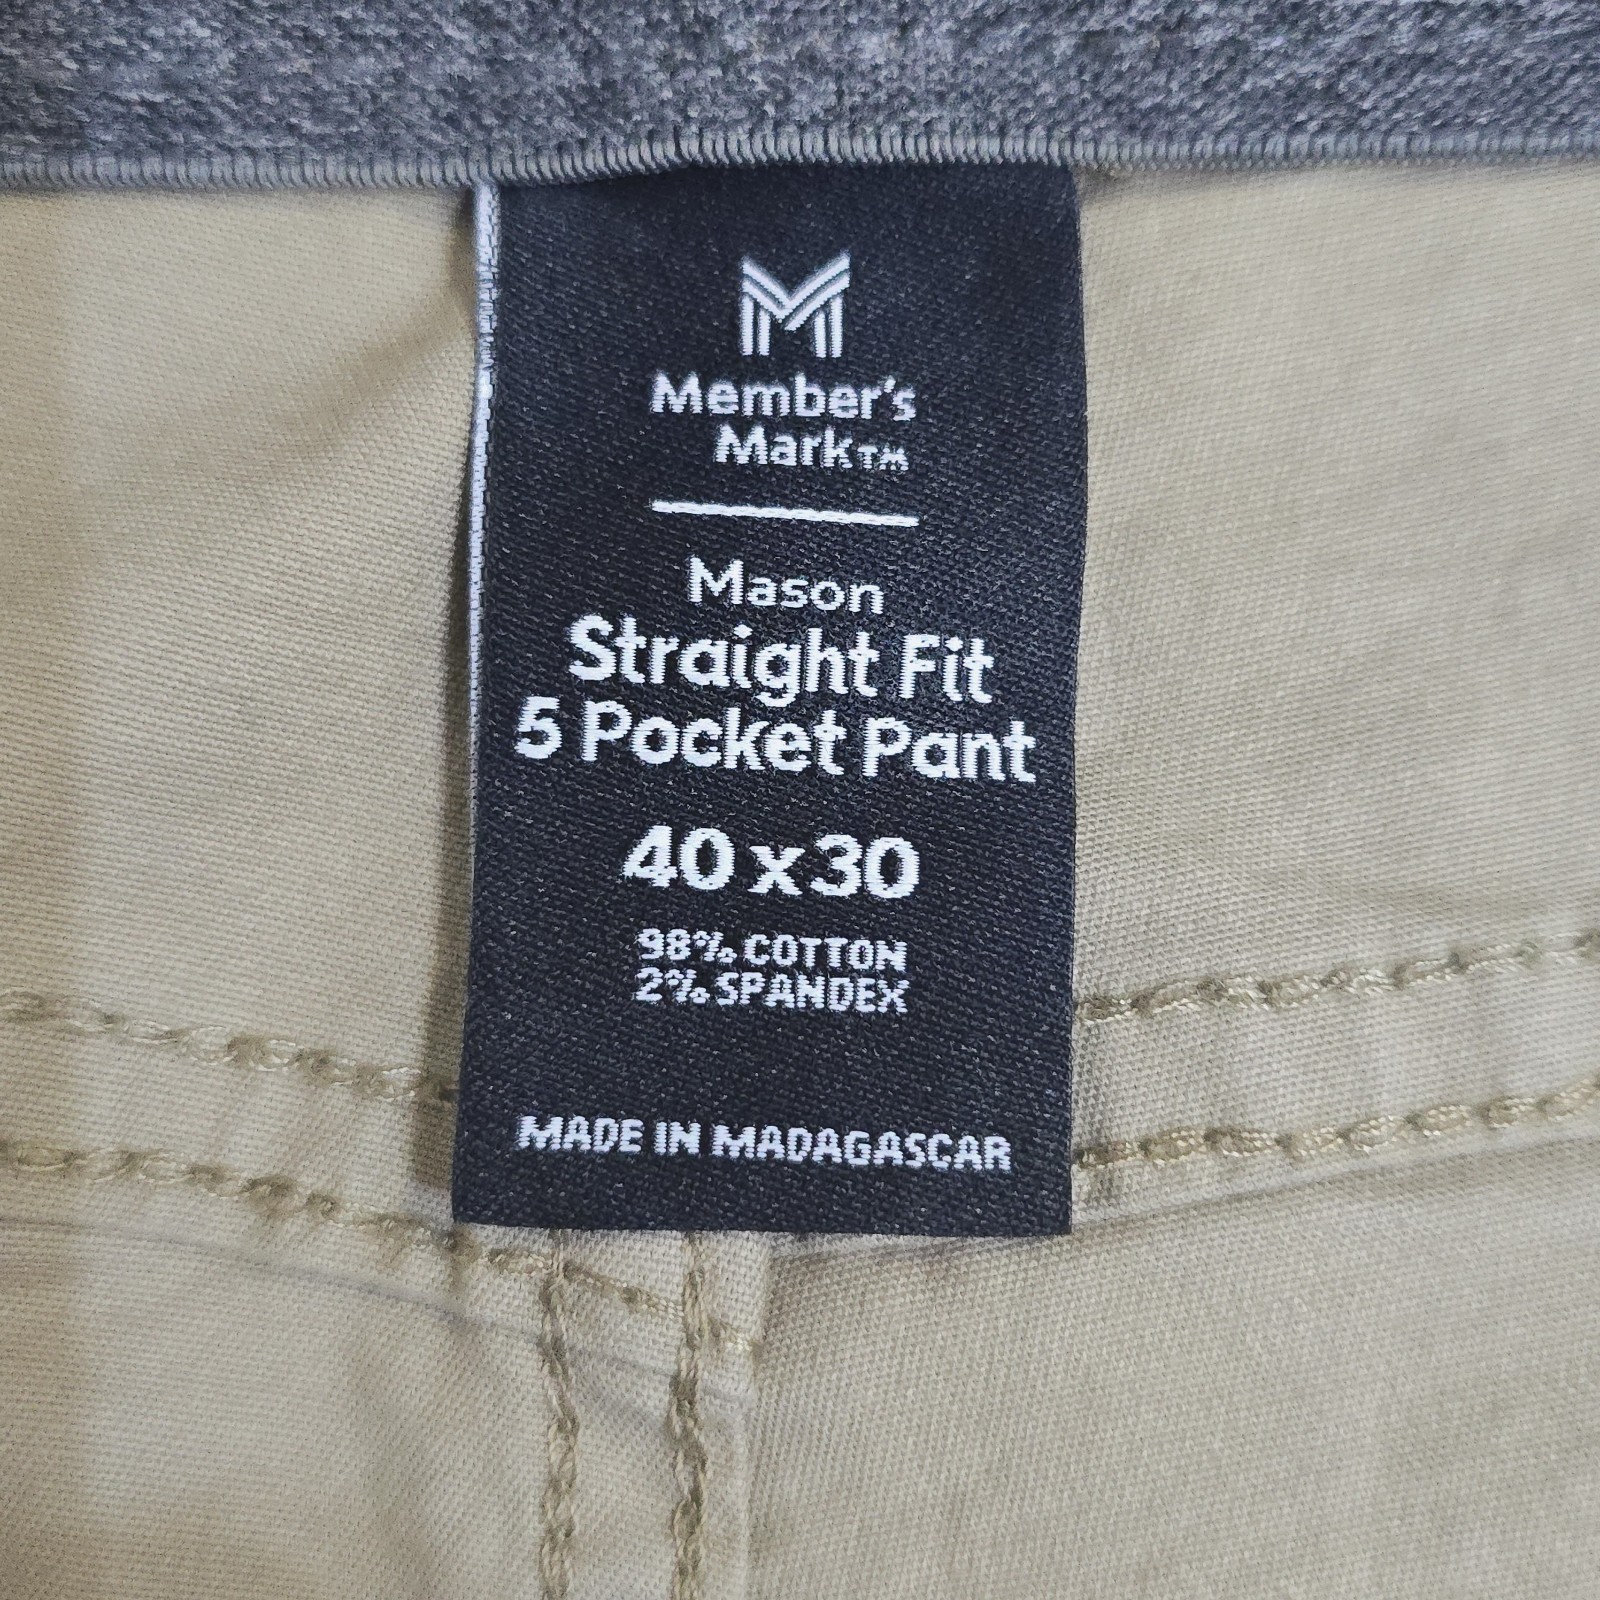 M
Member's
Mark™
Mason
Straight Fit
5 Pocket Pant
40 x 30
98% COTTON
2% SPANDEX
MADE IN MADAGASCAR